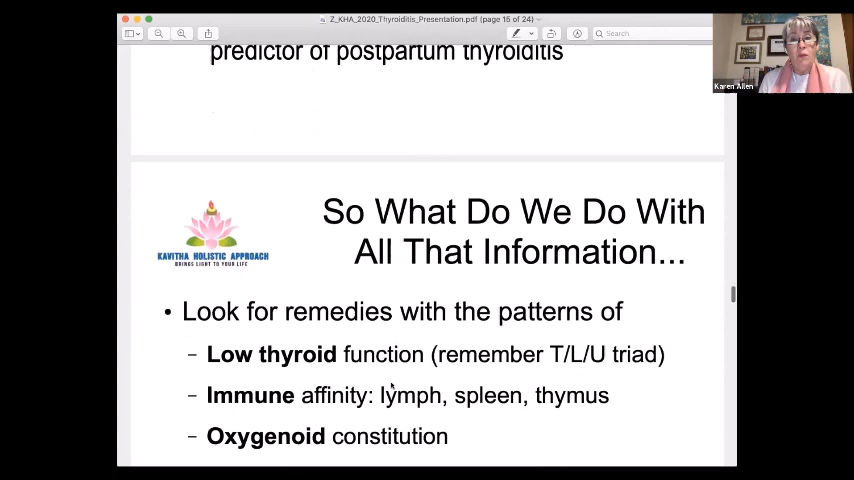 Z_KHA_2020_Thyroiditis_Presentation.pdf (page 15 of 24)
Search
predictor of postpartum thyroiditis
Karen Allen
So What Do We Do With
All That Information...
KAVITHA HOLISTIC APPROACH
BRINGS LIGHT TO YOUR LIFE
• Look for remedies with the patterns of
– Low thyroid function (remember T/L/U triad)
– Immune affinity: lymph, spleen, thymus
– Oxygenoid constitution